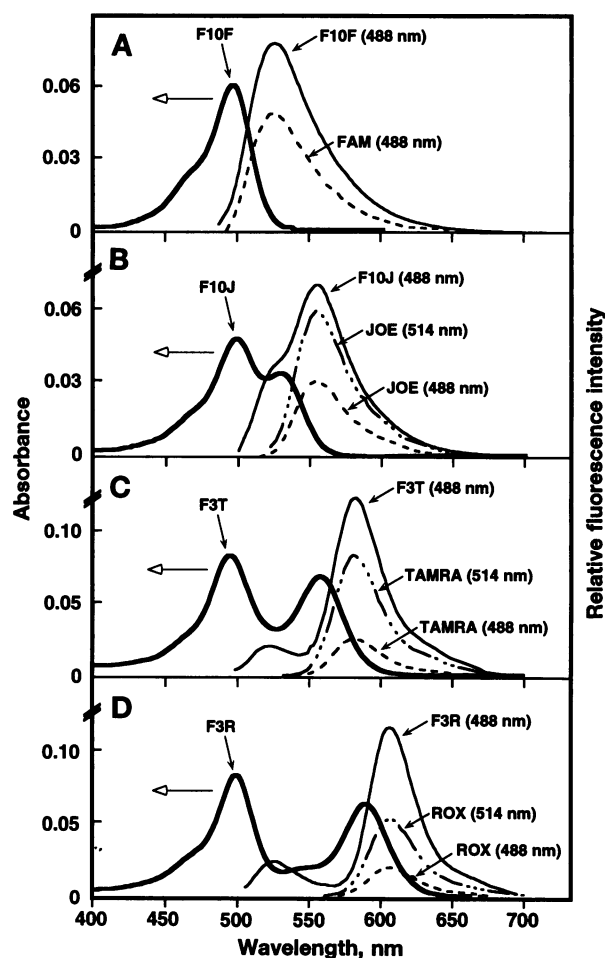 A
F10F
F10F (488 nm)
FAM (488 nm)
0.06
0.03
0
B
F10J
F10J (488 nm)
JOE (514 nm)
JOE (488 nm)
0.06
0.03
0
C
F3T
F3T (488 nm)
TAMRA (514 nm)
TAMRA (488 nm)
0.10
0.05
0
D
F3R
F3R (488 nm)
ROX (514 nm)
ROX (488 nm)
0.10
0.05
0
400 450 500 550 600 650 700
Wavelength, nm
Absorbance
Relative fluorescence intensity